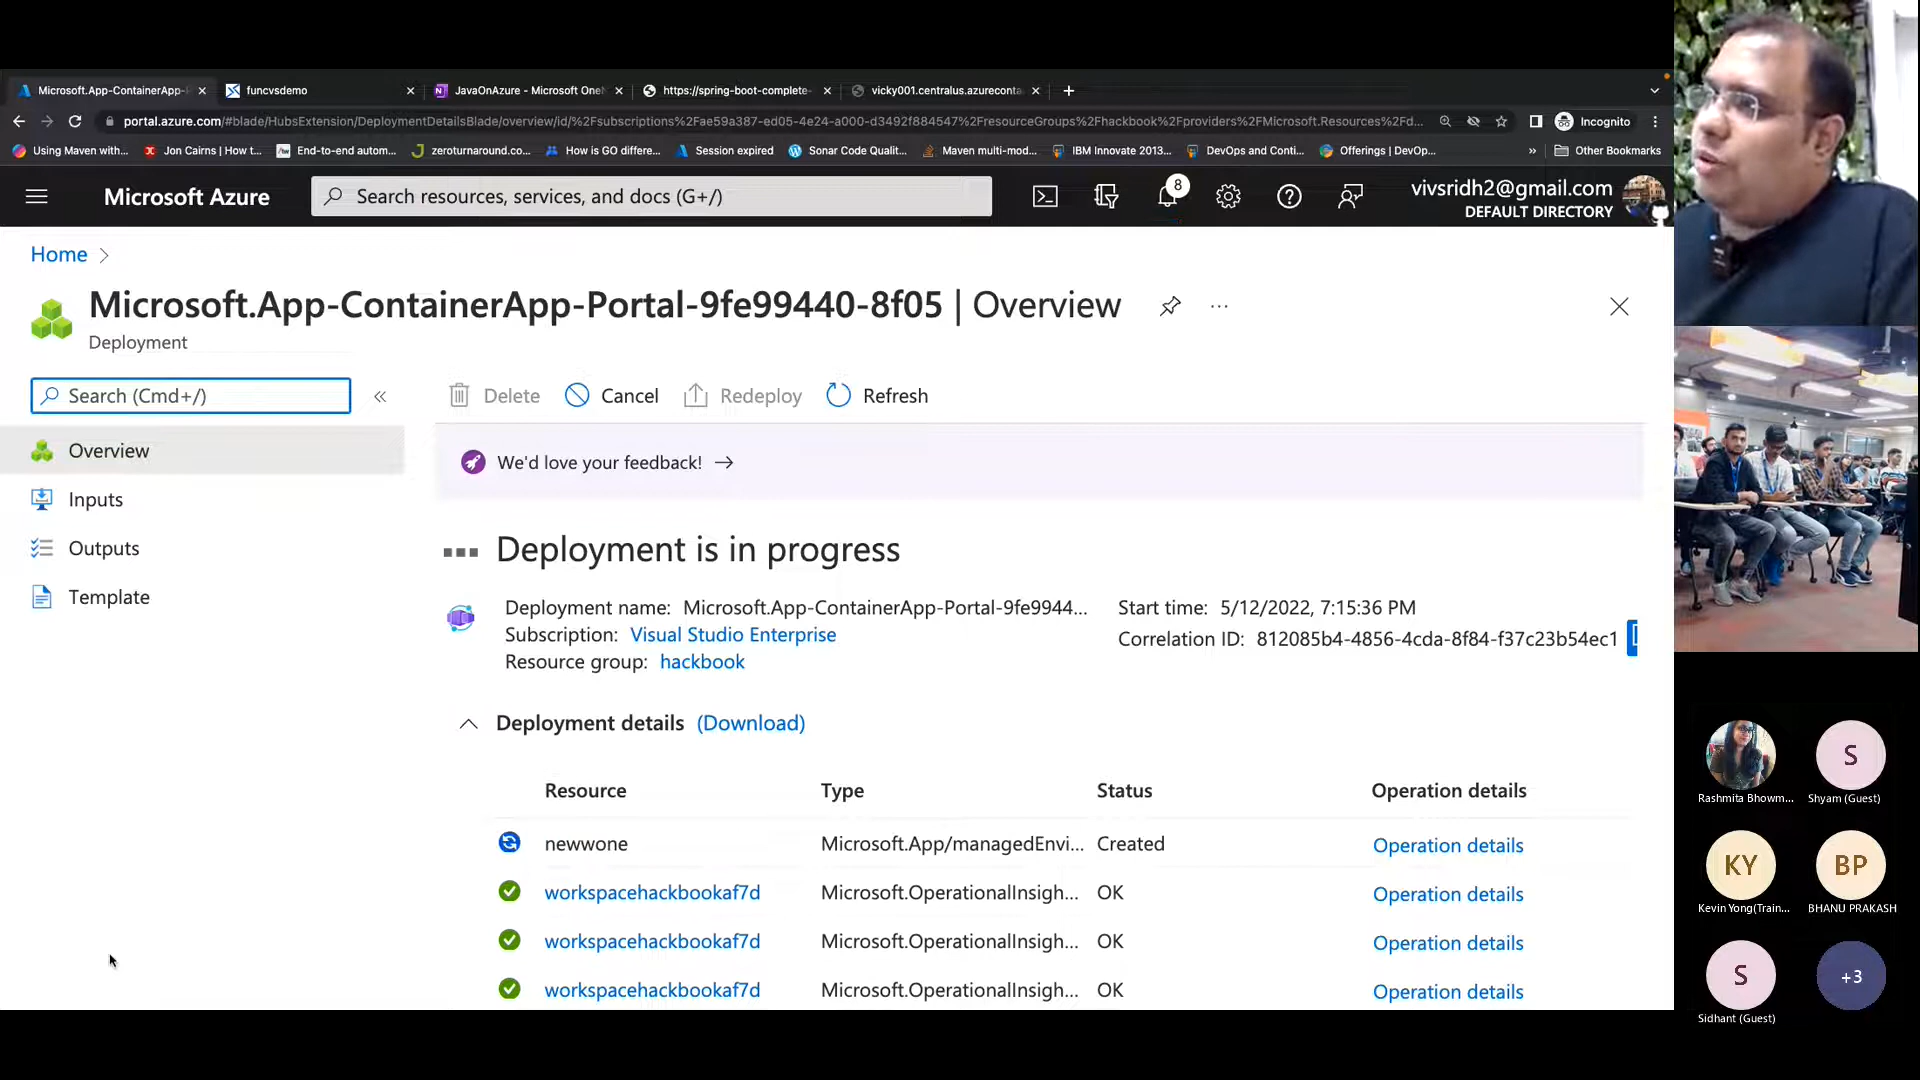 Microsoft.App-ContainerApp-
funcvsdemo
JavaOnAzure - Microsoft One
https://spring-boot-complete-
vicky001.centralus.azureconta
portal.azure.com/#blade/HubsExtension/DeploymentDetailsBlade/overview/id/%2Fsubscriptions%2Fae59a387-ed05-4e24-a000-d3492f884547%2FresourceGroups%2Fhackbook%2Fproviders%2FMicrosoft.Resources%2Fd...
Incognito
Using Maven with...
Jon Cairns | How t...
End-to-end autom...
zeroturnaround.co...
How is GO differe...
Session expired
Sonar Code Qualit...
Maven multi-mod...
IBM Innovate 2013...
DevOps and Conti...
Offerings | DevOp...
»
Other Bookmarks
Microsoft Azure
Search resources, services, and docs (G+/)
8
vivsridh2@gmail.com
DEFAULT DIRECTORY
Home
Microsoft.App-ContainerApp-Portal-9fe99440-8f05 | Overview
...
Deployment
Search (Cmd+/)
«
Delete
Cancel
Redeploy
Refresh
Overview
Inputs
Outputs
Template
We'd love your feedback! →
Deployment is in progress
Deployment name: Microsoft.App-ContainerApp-Portal-9fe9944...
Subscription: Visual Studio Enterprise
Resource group: hackbook
Start time: 5/12/2022, 7:15:36 PM
Correlation ID: 812085b4-4856-4cda-8f84-f37c23b54ec1
Deployment details (Download)
Resource Type Status Operation details
newwone Microsoft.App/managedEnvi... Created Operation details
workspacehackbookaf7d Microsoft.OperationalInsigh... OK Operation details
workspacehackbookaf7d Microsoft.OperationalInsigh... OK Operation details
workspacehackbookaf7d Microsoft.OperationalInsigh... OK Operation details
Rashmita Bhowm...
S
Shyam (Guest)
KY
Kevin Yong(Train...
BP
BHANU PRAKASH
S
Sidhant (Guest)
+3